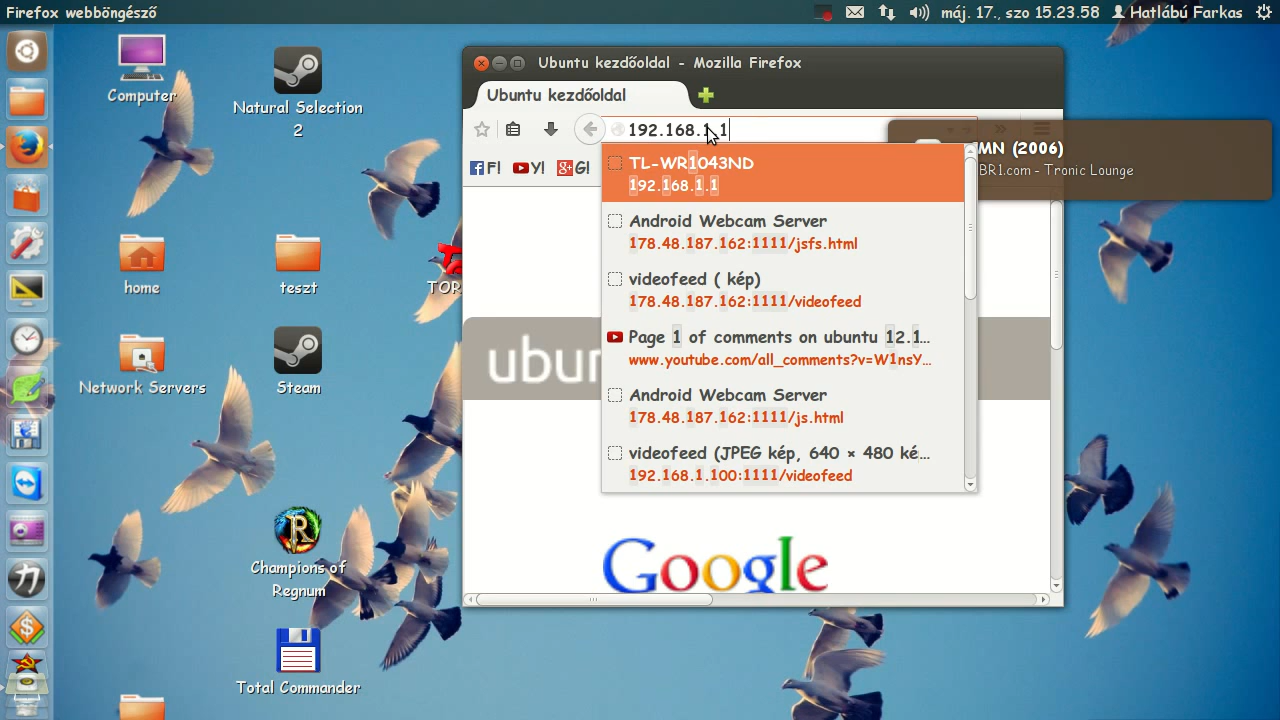 Firefox webböngésző
máj. 17., szo 15.23.58
Hatlábú Farkas
Computer
Natural Selection
2
home
teszt
Network Servers
Steam
Champions of
Regnum
Total Commander
Ubuntu kezdőoldal - Mozilla Firefox
Ubuntu kezdőoldal
192.168.1.1
F!
Y!
G!
MN (2006)
BR1.com - Tronic Lounge
TL-WR1043ND
192.168.1.1
Android Webcam Server
178.48.187.162:1111/jsfs.html
videofeed ( kép)
178.48.187.162:1111/videofeed
Page 1 of comments on ubuntu 12.1...
www.youtube.com/all_comments?v=W1nsY...
Android Webcam Server
178.48.187.162:1111/js.html
videofeed (JPEG kép, 640 × 480 ké...
192.168.1.100:1111/videofeed
Google